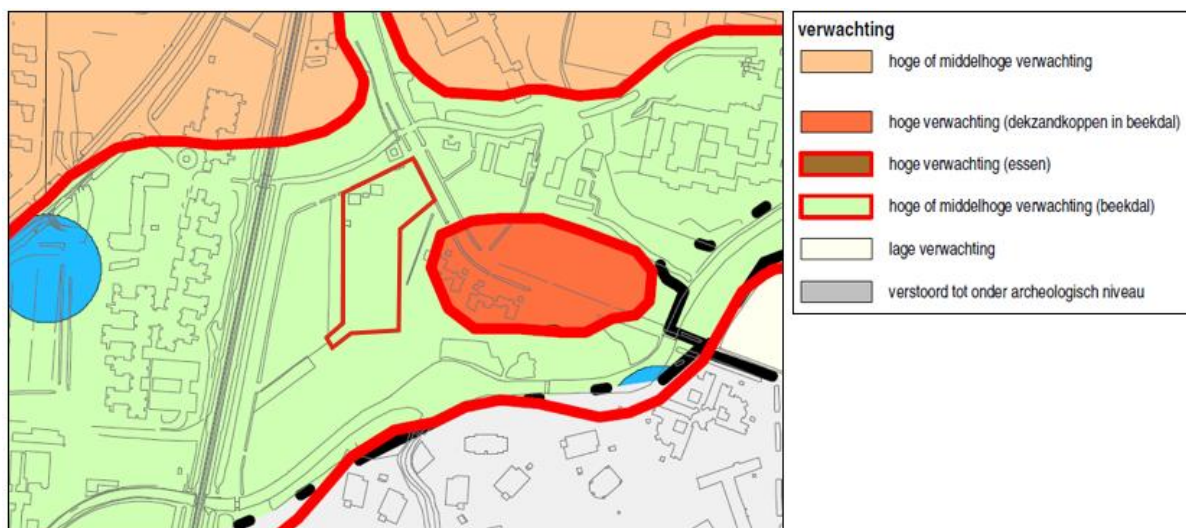 verwachting
hoge of middelhoge verwachting
hoge verwachting (dekzandkoppen in beekdal)
hoge verwachting (essen)
hoge of middelhoge verwachting (beekdal)
lage verwachting
verstoord tot onder archeologisch niveau